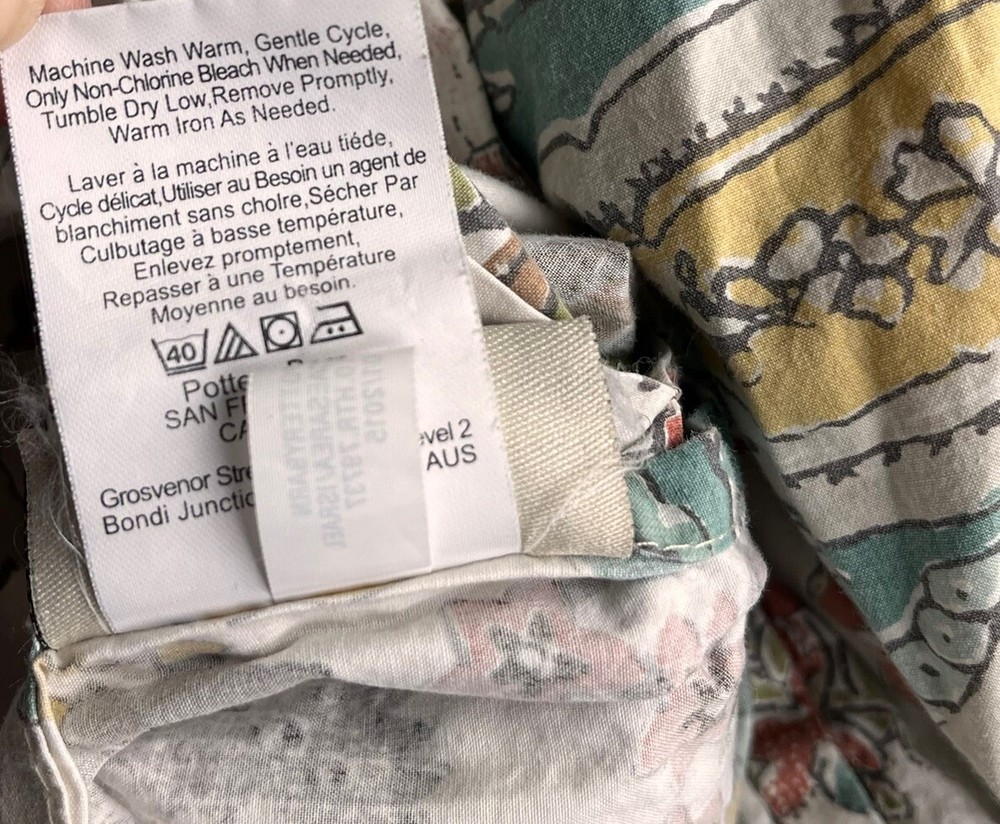 Machine Wash Warm, Gentle Cycle,
Only Non-Chlorine Bleach When Needed,
Tumble Dry Low,Remove Promptly,
Warm Iron As Needed.
Laver à la machine à l'eau tiéde,
Cycle délicat,Utiliser au Besoin un agent de
blanchiment sans cholre,Sécher Par
Culbutage à basse température,
Enlevez promptement,
Repasser à une Température
Moyenne au besoin.
40
Potte
SAN F
CA
evel 2
AUS
Grosvenor Stre
Bondi Junctio